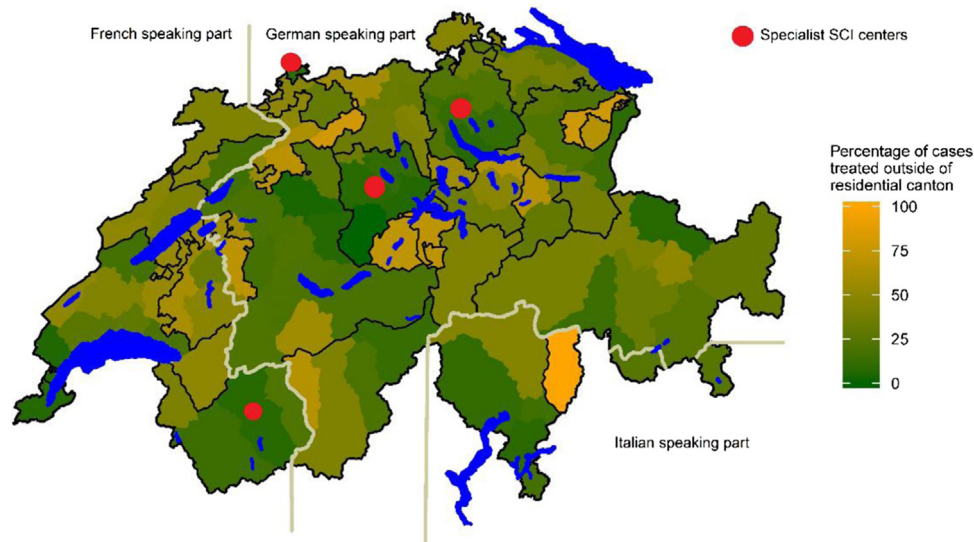 French speaking part
German speaking part
Specialist SCI centers
Percentage of cases
treated outside of
residential canton
100
75
50
25
0
Italian speaking part